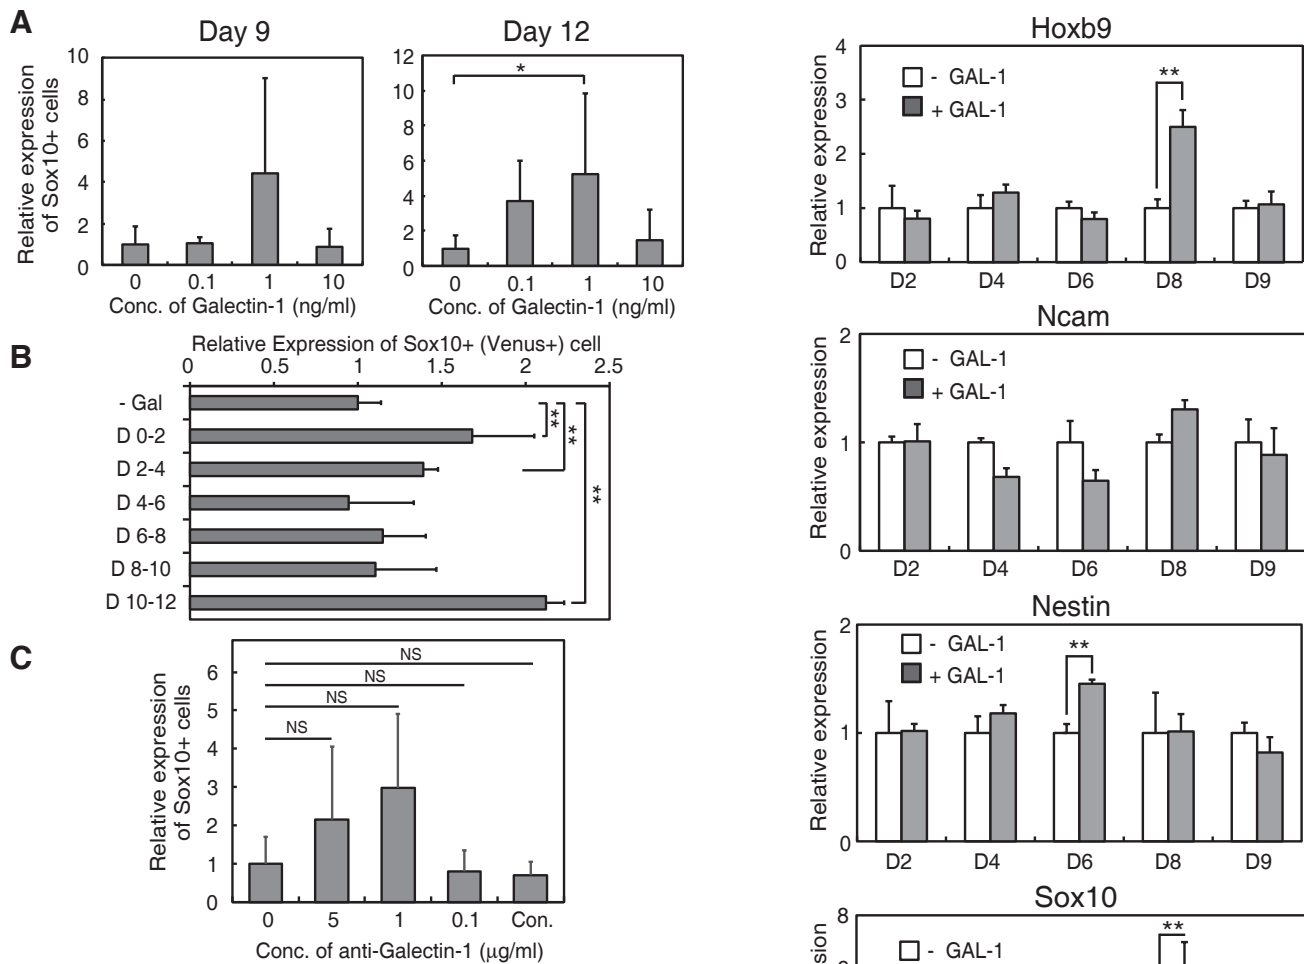 A
Day 9
Relative expression
of Sox10+ cells
10
8
6
4
2
0
0 0.1 1 10
Conc. of Galectin-1 (ng/ml)
Day 12
12
10
8
6
4
2
0
*
0 0.1 1 10
Conc. of Galectin-1 (ng/ml)
B
Relative Expression of Sox10+ (Venus+) cell
0 0.5 1 1.5 2 2.5
- Gal
D 0-2
D 2-4
D 4-6
D 6-8
D 8-10
D 10-12
**
**
**
C
Relative expression
of Sox10+ cells
6
5
4
3
2
1
0
NS
NS
NS
NS
0 5 1 0.1 Con.
Conc. of anti-Galectin-1 (μg/ml)
Hoxb9
Relative expression
4
3
2
1
0
- GAL-1
+ GAL-1
**
D2 D4 D6 D8 D9
Ncam
Relative expression
2
1
0
- GAL-1
+ GAL-1
D2 D4 D6 D8 D9
Nestin
Relative expression
2
1
0
- GAL-1
+ GAL-1
**
D2 D4 D6 D8 D9
Sox10
8
- GAL-1
**